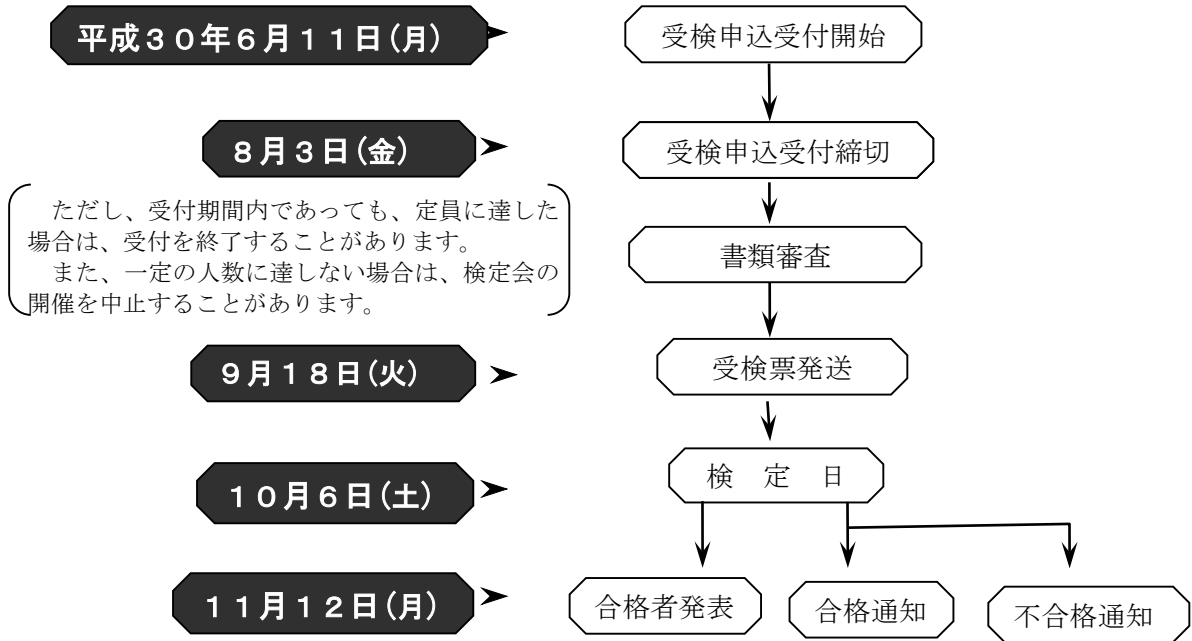 平成３０年６月１１日(月)
受検申込受付開始
８月３日(金)
受検申込受付締切
ただし、受付期間内であっても、定員に達した
場合は、受付を終了することがあります。
また、一定の人数に達しない場合は、検定会の
開催を中止することがあります。
書類審査
９月１８日(火)
受検票発送
１０月６日(土)
検　定　日
１１月１２日(月)
合格者発表
合格通知
不合格通知